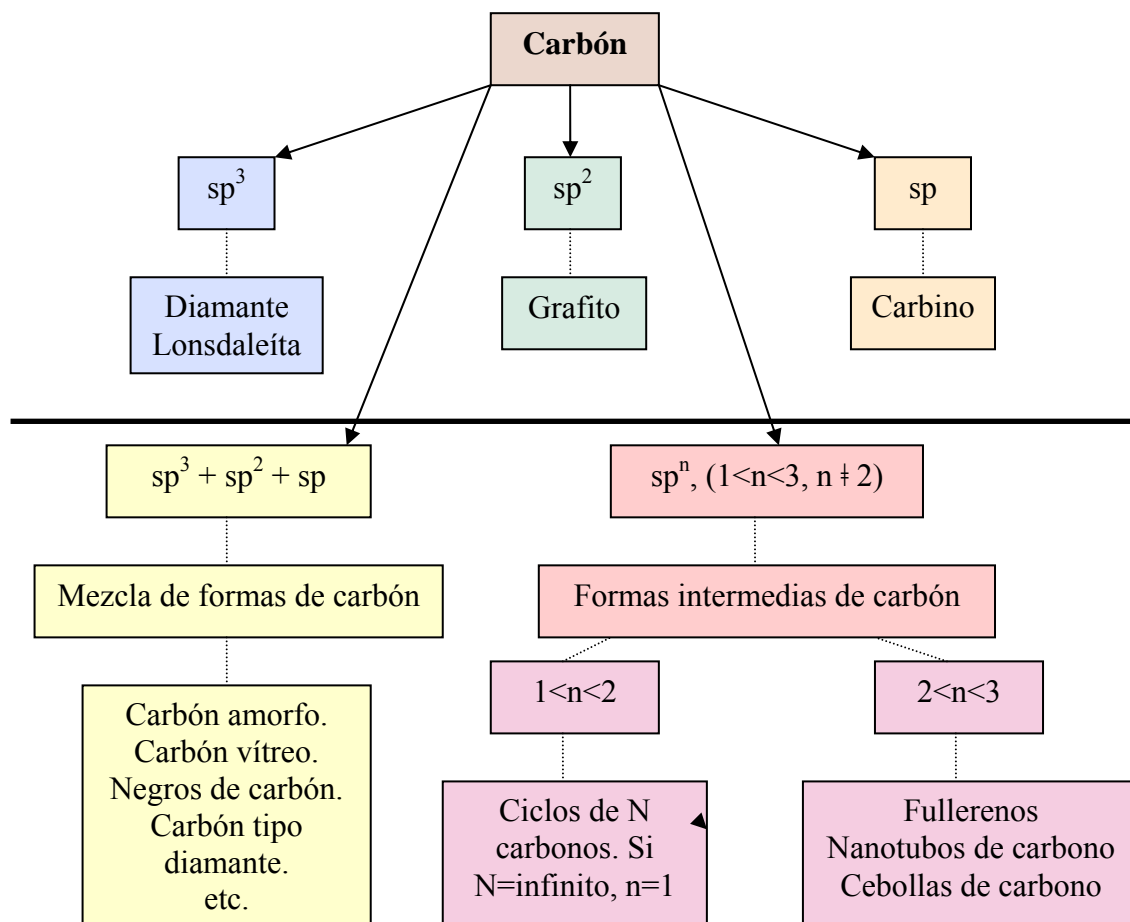 Carbón
sp³
sp²
sp
Diamante
Lonsdaleíta
Grafito
Carbino
sp³ + sp² + sp
spⁿ, (1<n<3, n ǂ 2)
Mezcla de formas de carbón
Formas intermedias de carbón
1<n<2
2<n<3
Carbón amorfo.
Carbón vítreo.
Negros de carbón.
Carbón tipo
diamante.
etc.
Ciclos de N
carbonos. Si
N=infinito, n=1
Fullerenos
Nanotubos de carbono
Cebollas de carbono